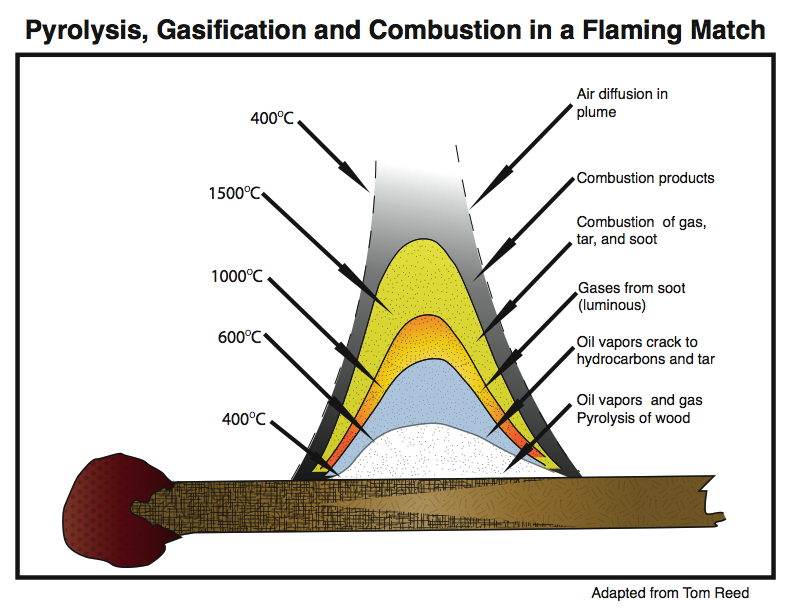 Pyrolysis, Gasification and Combustion in a Flaming Match
400°C
1500°C
1000°C
600°C
400°C
Air diffusion in
plume
Combustion products
Combustion of gas,
tar, and soot
Gases from soot
(luminous)
Oil vapors crack to
hydrocarbons and tar
Oil vapors and gas
Pyrolysis of wood
Adapted from Tom Reed